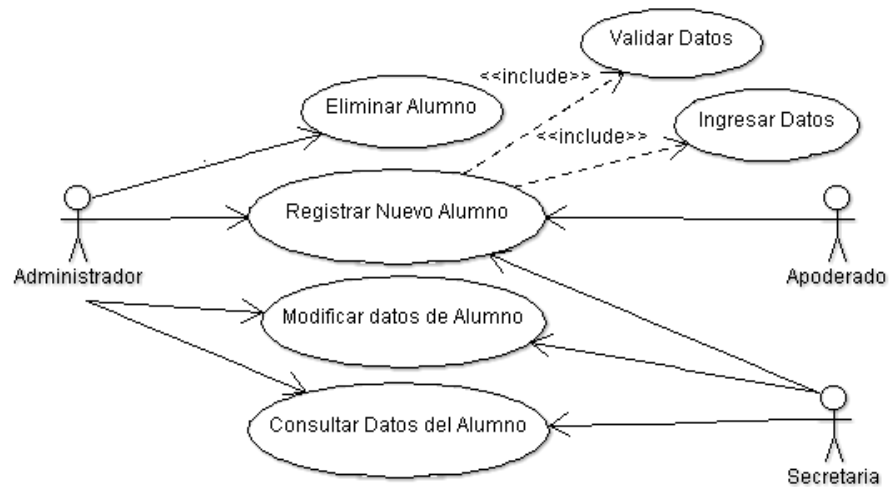 Validar Datos
<<include>>
Eliminar Alumno
Ingresar Datos
<<include>>
Registrar Nuevo Alumno
Administrador
Apoderado
Modificar datos de Alumno
Consultar Datos del Alumno
Secretaria